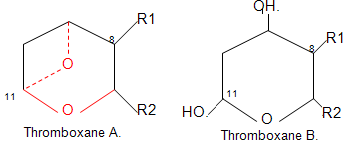 R1
8
O
11
O
R2
Thromboxane A.
OH.
R1
8
11
HO.
O
R2
Thromboxane B.